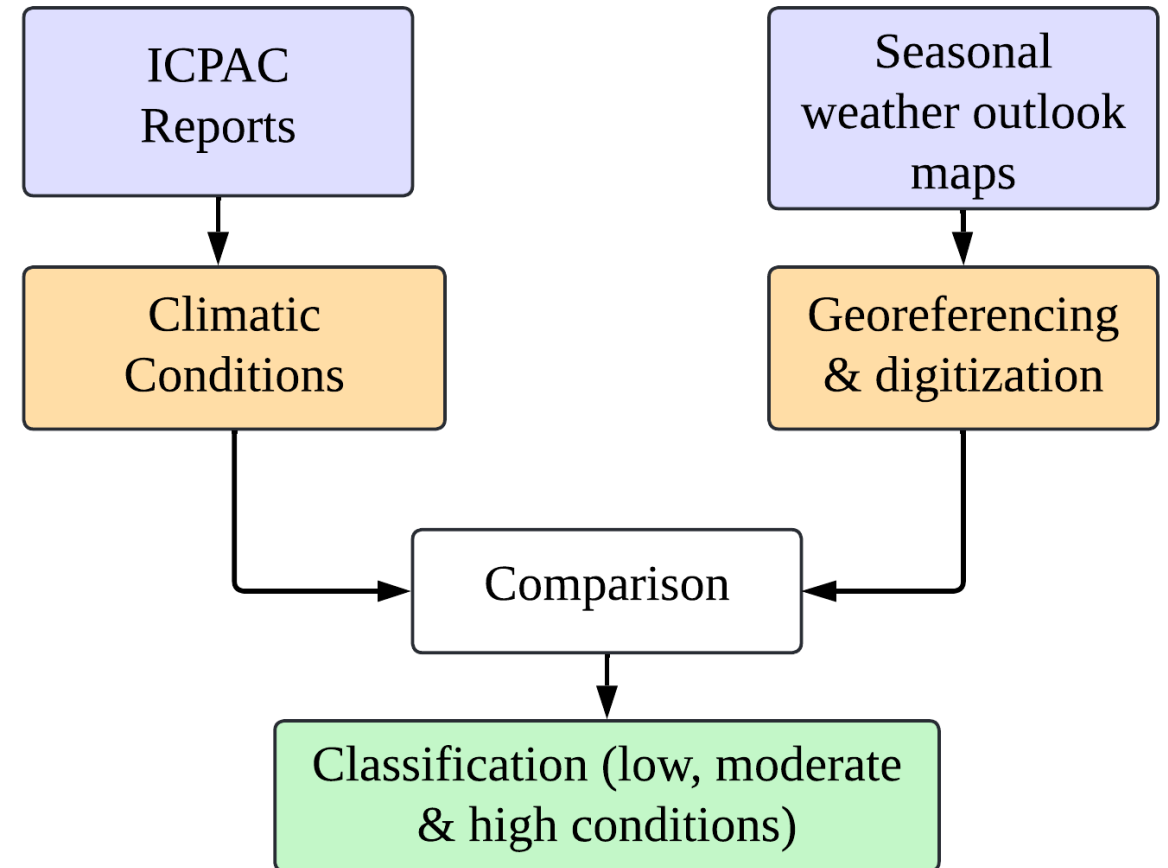 ICPAC
Reports
Seasonal
weather outlook
maps
Climatic
Conditions
Georeferencing
& digitization
Comparison
Classification (low, moderate
& high conditions)